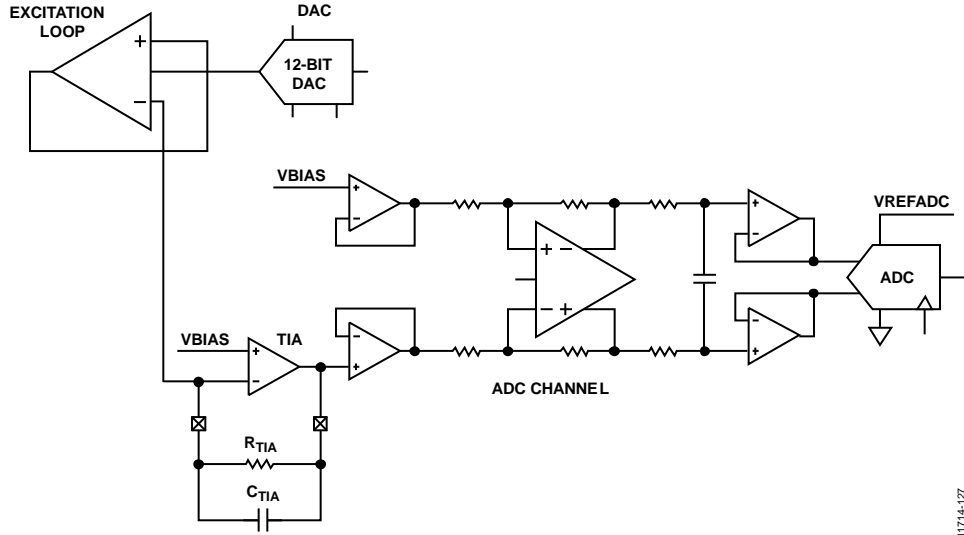 EXCITATION
LOOP
+
−
DAC
12-BIT
DAC
VBIAS
+
−
+ −
− +
+
−
VREFADC
ADC
−
+
−
+
VBIAS
TIA
+
−
ADC CHANNEL
RTIA
CTIA
11714-127